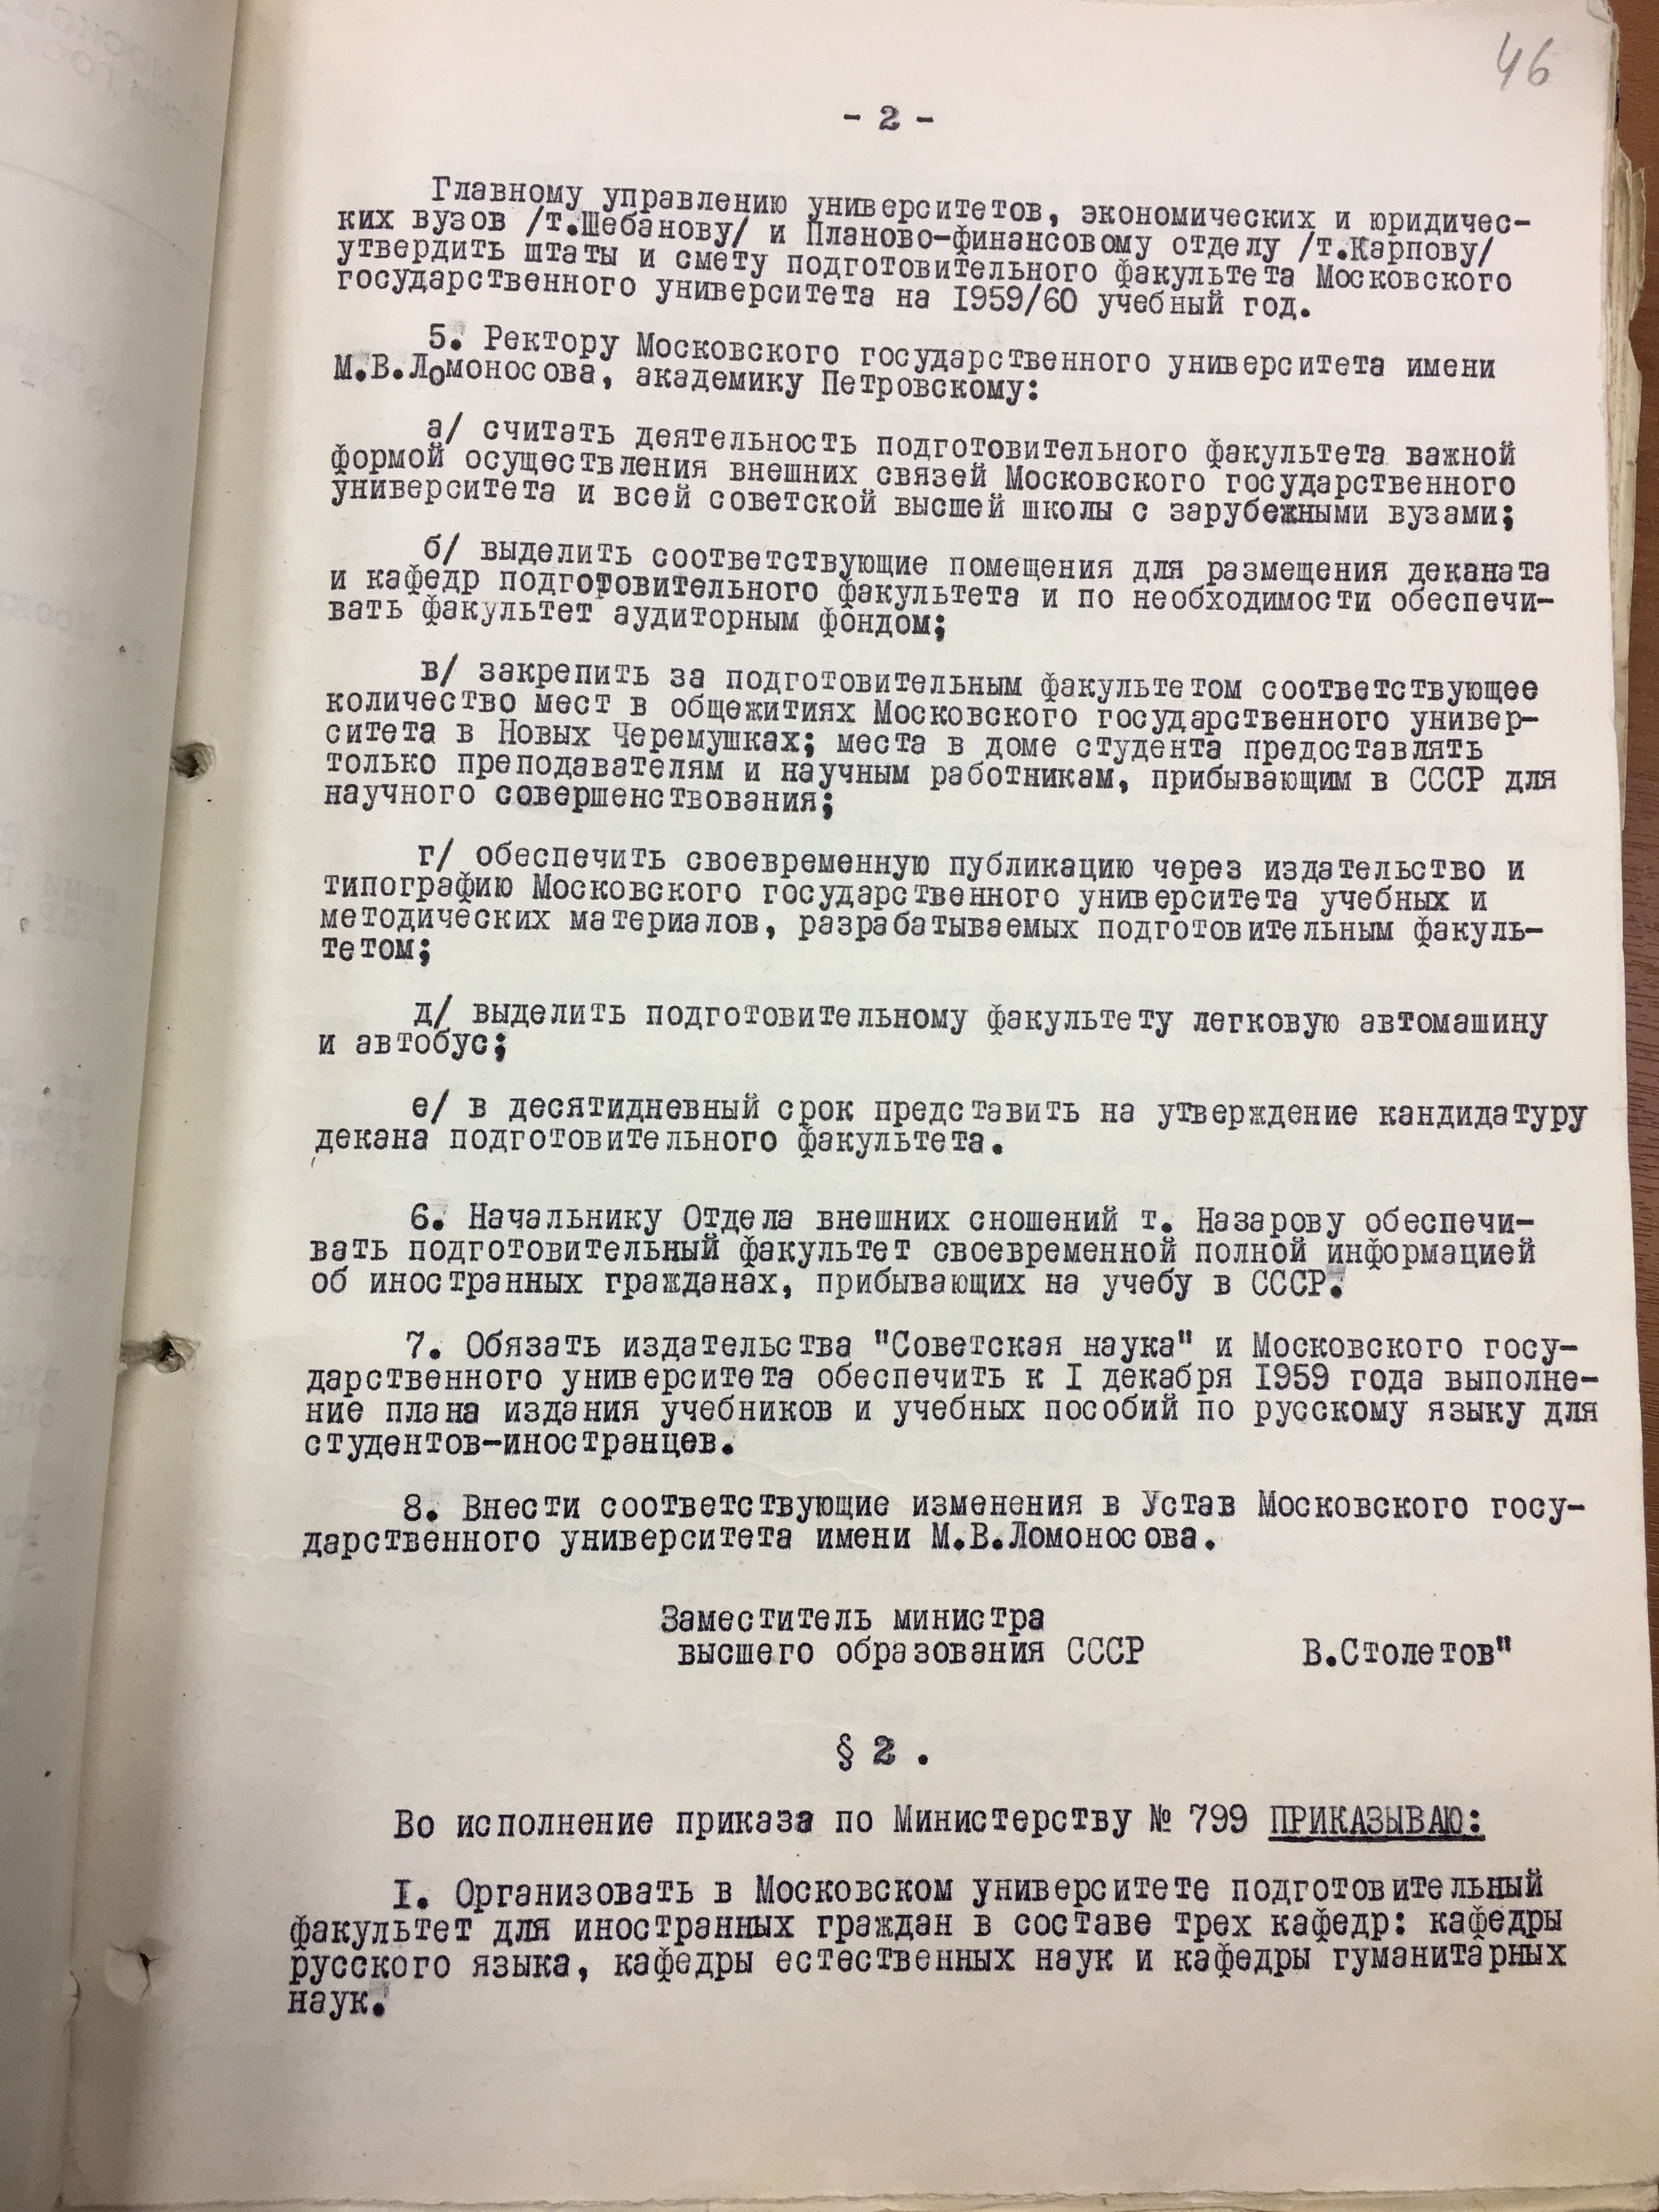 46
- 2 -
Главному управлению университетов, экономических и юридичес-
ких вузов /т.Шебанову/ и Планово-финансовому отделу /т.Карпову/
утвердить штаты и смету подготовительного факультета Московского
государственного университета на 1959/60 учебный год.
5. Ректору Московского государственного университета имени
М.В.Ломоносова, академику Петровскому:
а/ считать деятельность подготовительного факультета важной
формой осуществления внешних связей Московского государственного
университета и всей советской высшей школы с зарубежными вузами;
б/ выделить соответствующие помещения для размещения деканата
и кафедр подготовительного факультета и по необходимости обеспечи-
вать факультет аудиторным фондом;
в/ закрепить за подготовительным факультетом соответствующее
количество мест в общежитиях Московского государственного универ-
ситета в Новых Черемушках; места в доме студента предоставлять
только преподавателям и научным работникам, прибывающим в СССР для
научного совершенствования;
г/ обеспечить своевременную публикацию через издательство и
типографию Московского государственного университета учебных и
методических материалов, разрабатываемых подготовительным факуль-
тетом;
д/ выделить подготовительному факультету легковую автомашину
и автобус;
е/ в десятидневный срок представить на утверждение кандидатуру
декана подготовительного факультета.
6. Начальнику Отдела внешних сношений т. Назарову обеспечи-
вать подготовительный факультет своевременной полной информацией
об иностранных гражданах, прибывающих на учебу в СССР.
7. Обязать издательства "Советская наука" и Московского госу-
дарственного университета обеспечить к I декабря 1959 года выполне-
ние плана издания учебников и учебных пособий по русскому языку для
студентов-иностранцев.
8. Внести соответствующие изменения в Устав Московского госу-
дарственного университета имени М.В.Ломоносова.
Заместитель министра
высшего образования СССР В.Столетов"
§ 2 .
Во исполнение приказа по Министерству № 799 ПРИКАЗЫВАЮ:
I. Организовать в Московском университете подготовительный
факультет для иностранных граждан в составе трех кафедр: кафедры
русского языка, кафедры естественных наук и кафедры гуманитарных
наук.